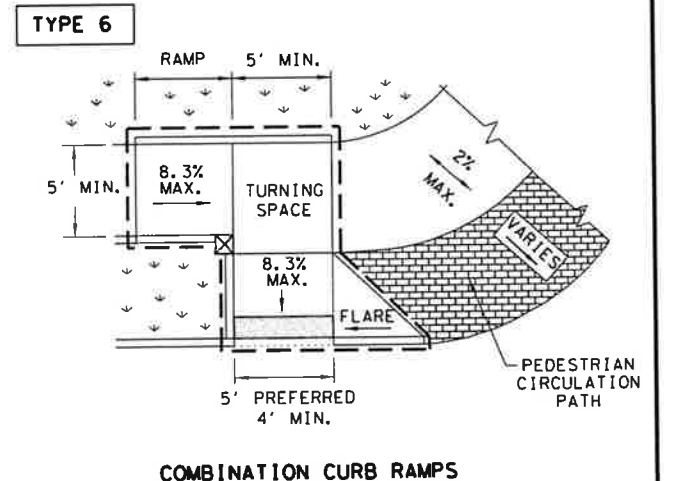 TYPE 6
RAMP
5' MIN.
5' MIN.
8.3%
MAX.
TURNING
SPACE
2%
MAX.
VARIES
8.3%
MAX.
FLARE
PEDESTRIAN
CIRCULATION
PATH
5' PREFERRED
4' MIN.
COMBINATION CURB RAMPS